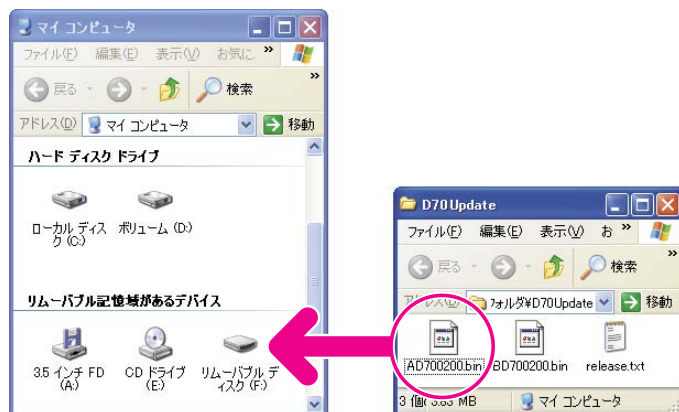 マイ コンピュータ
ファイル(F) 編集(E) 表示(V) お気に »
戻る 検索 »
アドレス(D) マイ コンピュータ 移動
ハード ディスク ドライブ
ローカル ディス
ク (C:)
ボリューム (D:)
リムーバブル記憶域があるデバイス
3.5 インチ FD
(A:)
CD ドライブ
(E:)
リムーバブル デ
ィスク (F:)
D70Update
ファイル(F) 編集(E) 表示(V) お »
戻る 検索 »
フォルダ¥D70Update 移動
AD700200.bin BD700200.bin release.txt
3.83 MB マイ コンピュータ